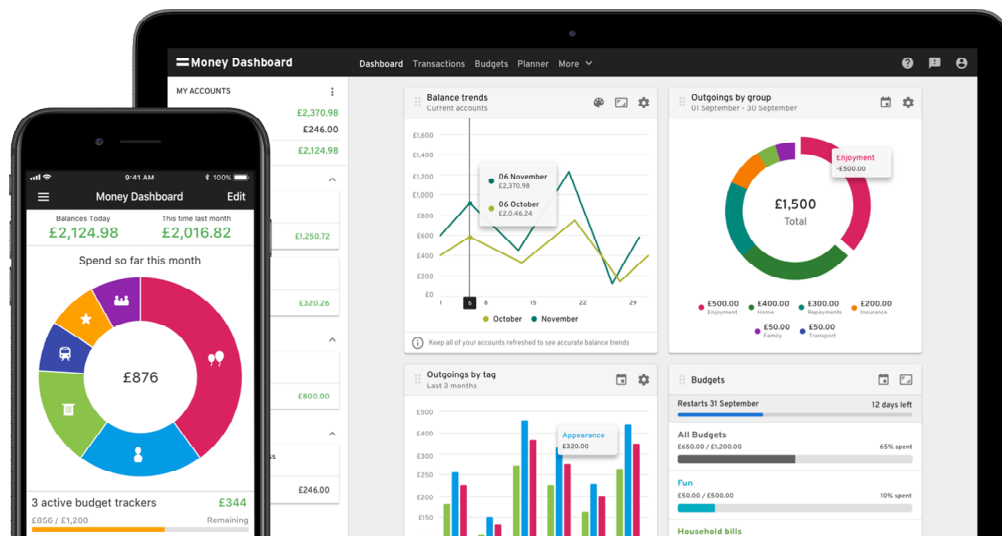 Money Dashboard
Dashboard Transactions Budgets Planner More
MY ACCOUNTS
£2,370.98
£246.00
£2,124.98
£1,250.72
£320.26
£800.00
ss
£246.00
Balance trends
Current accounts
£1,600
£1,400
£1,200
£1,000
£800
£600
£400
£200
£0
06 November
£2,370.98
06 October
£2.0.46.24
1 6 8 15 22 29
October November
Keep all of your accounts refreshed to see accurate balance trends
Outgoings by group
01 September - 30 September
Enjoyment
-£500.00
£1,500
Total
£500.00 £400.00 £300.00 £200.00
Enjoyment Home Repayments Insurance
£50.00 £50.00
Family Transport
Outgoings by tag
Last 3 months
£500
£400
£300
£250
£200
£150
Appearance
£320.00
Budgets
Restarts 31 September 12 days left
All Budgets
£650.00 / £1,200.00 65% spent
Fun
£50.00 / £500.00 10% spent
Household bills
9:41 AM 100%
Money Dashboard Edit
Balances Today This time last month
£2,124.98 £2,016.82
Spend so far this month
£876
3 active budget trackers £344
£856 / £1,200 Remaining